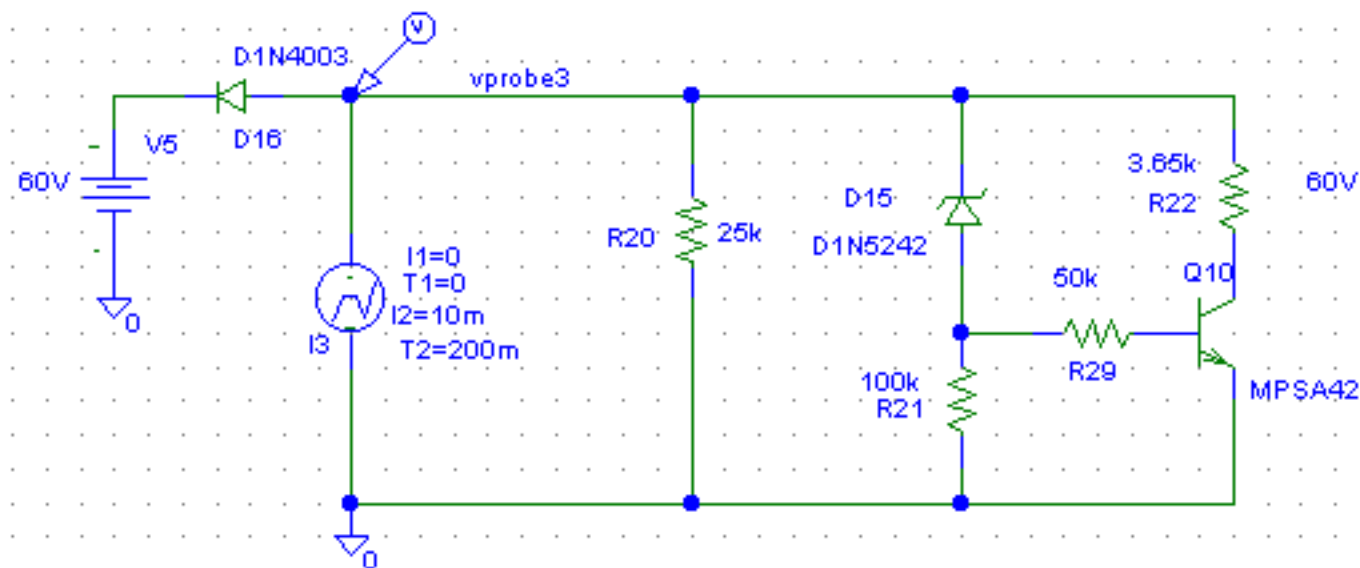 V
D1N4003
vprobe3
D16
V5
60V
0
I1=0
T1=0
I2=10m
T2=200m
I3
0
R20
25k
D15
D1N5242
100k
R21
50k
R29
3.65k
R22
60V
Q10
MPSA42